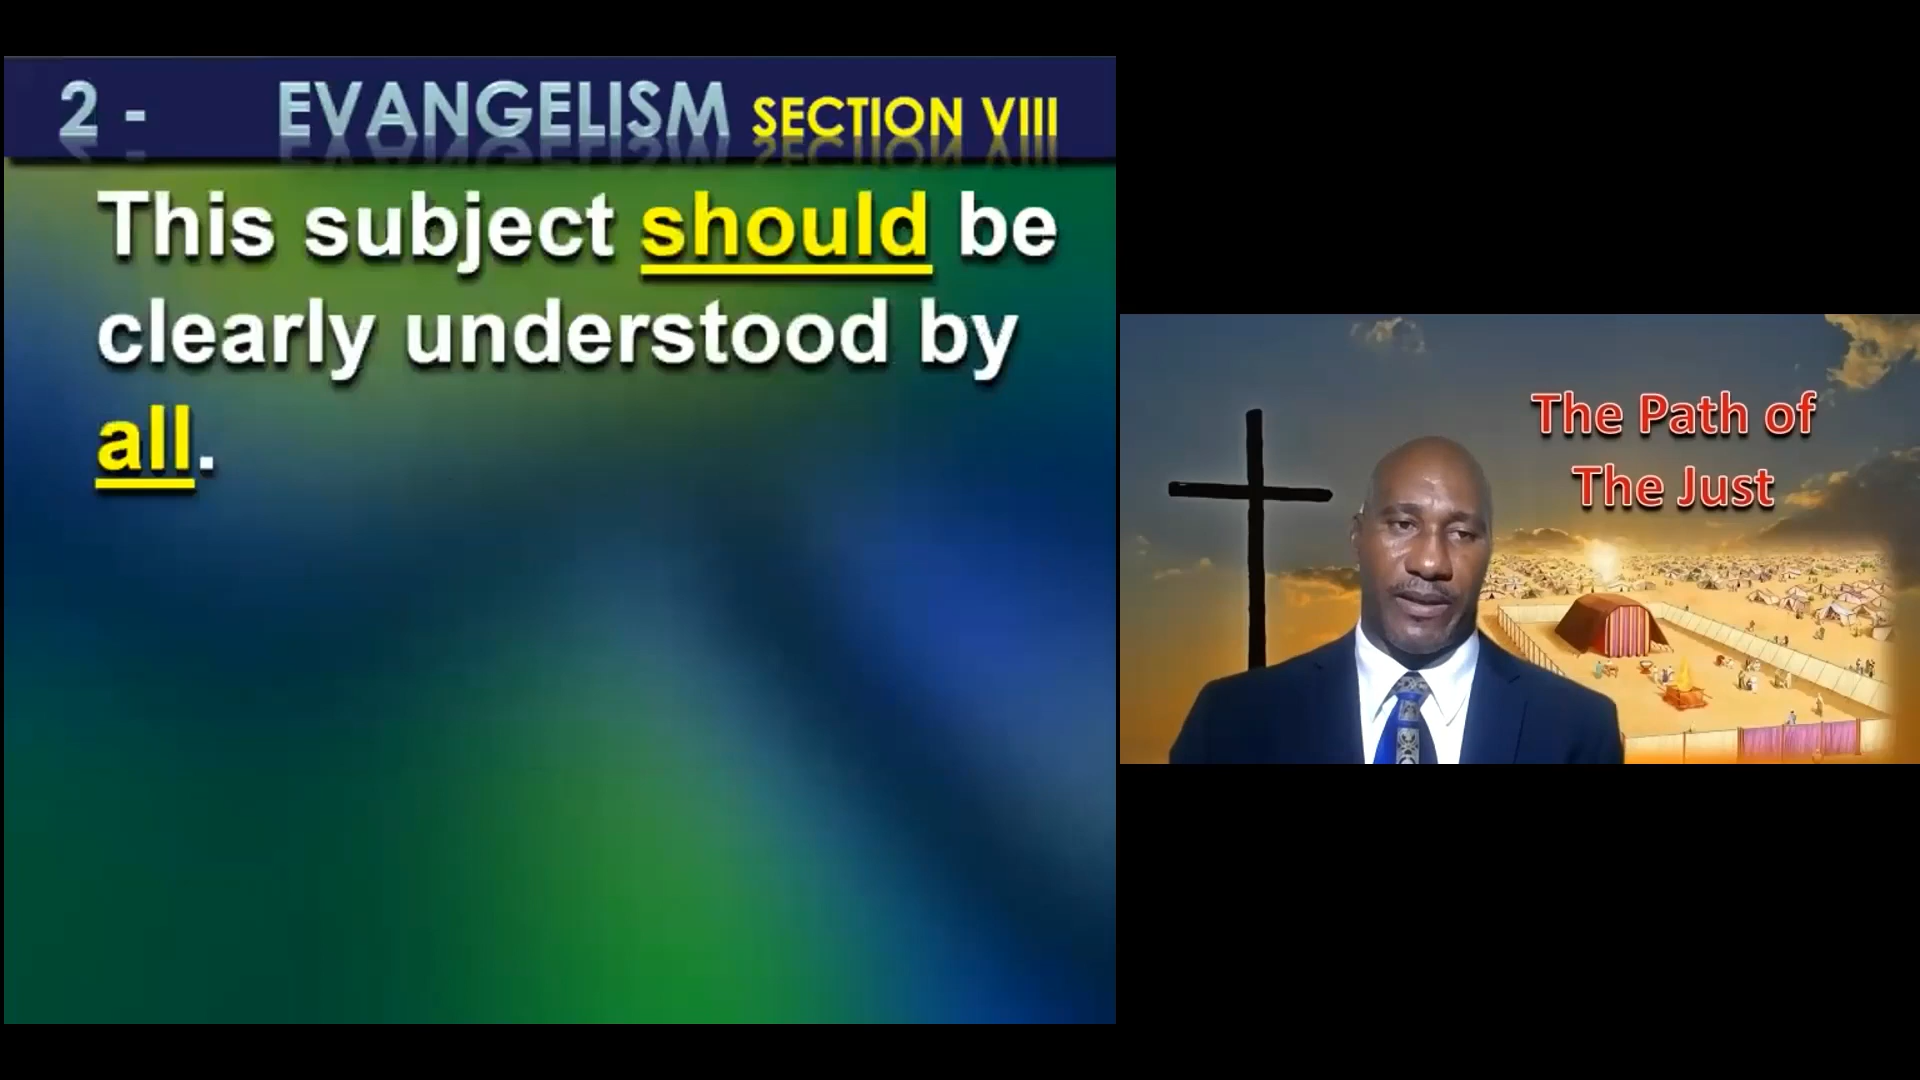 2 - EVANGELISM SECTION VIII
This subject should be
clearly understood by
all.
The Path of
The Just